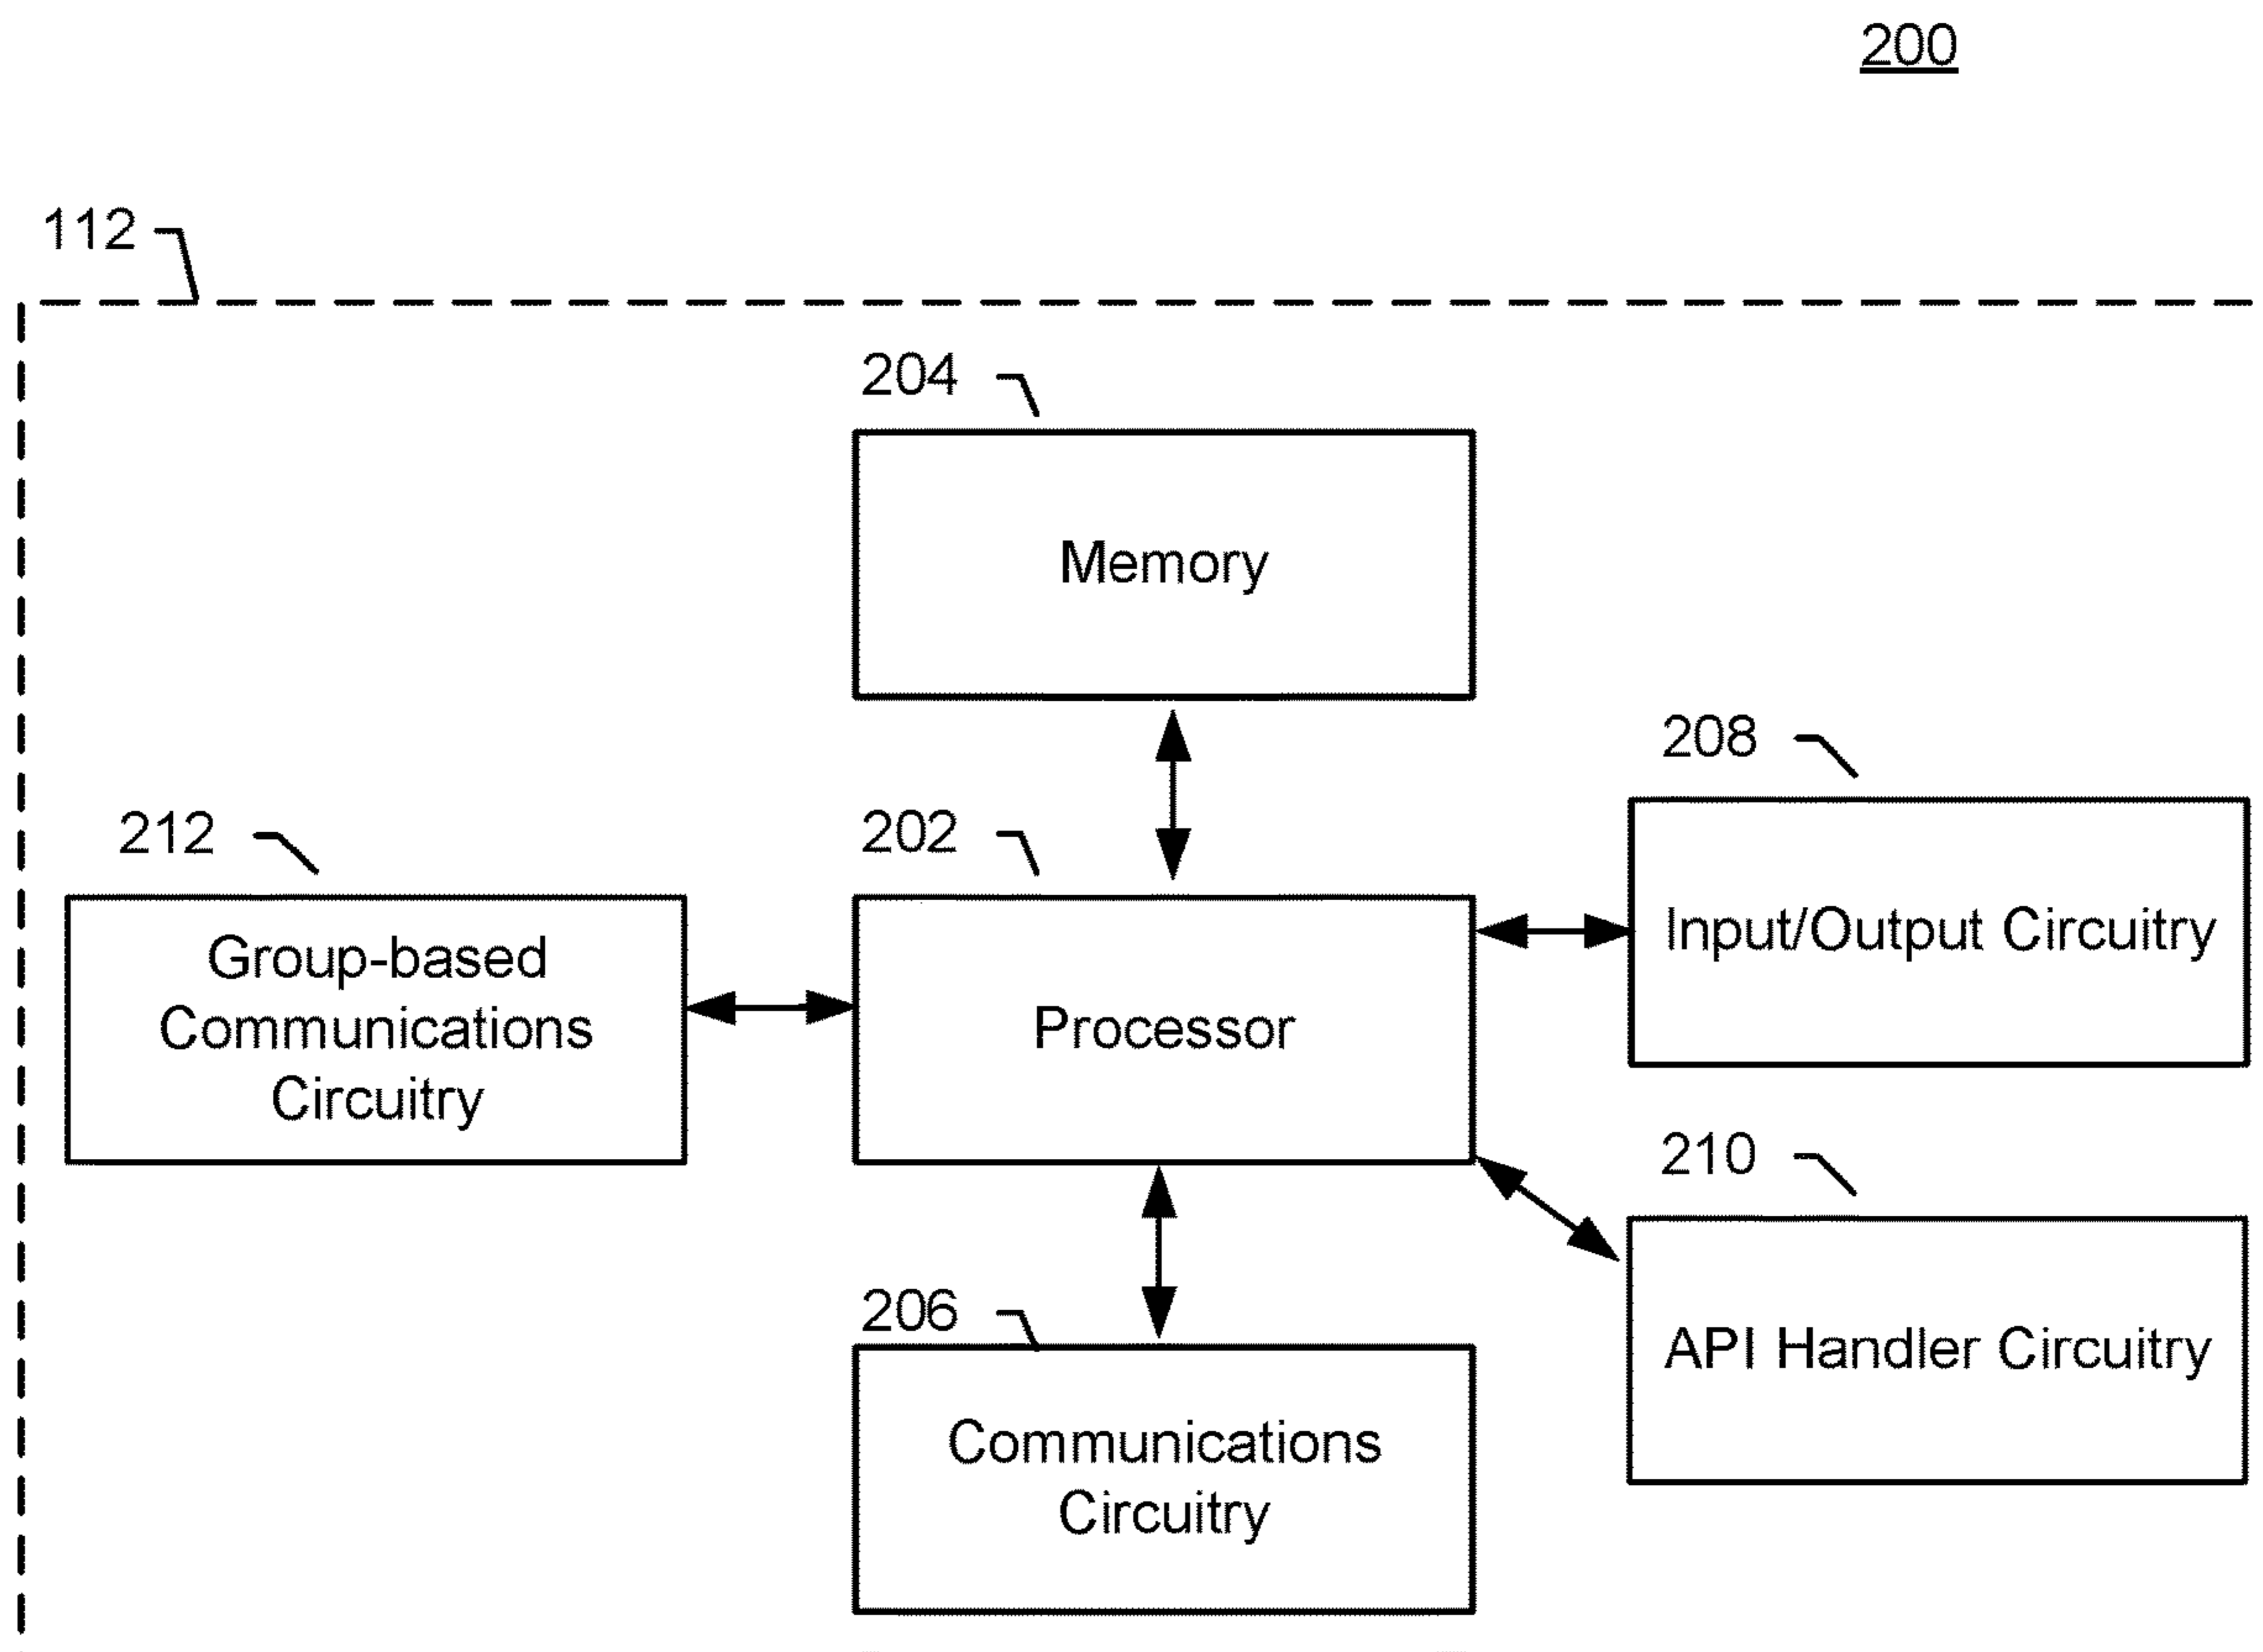 200
112
204
Memory
208
212
202
Input/Output Circuitry
Group-based
Communications
Circuitry
Processor
210
206
API Handler Circuitry
Communications
Circuitry